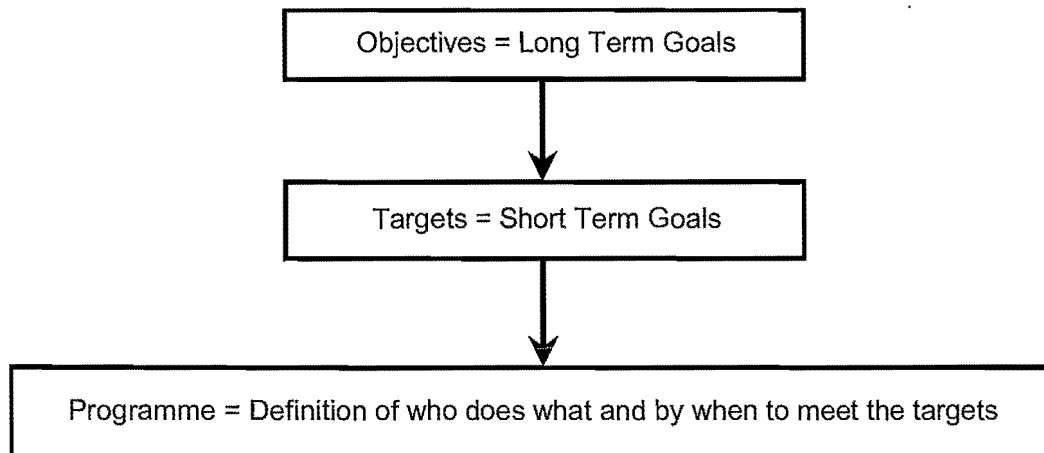 Objectives = Long Term Goals
Targets = Short Term Goals
Programme = Definition of who does what and by when to meet the targets